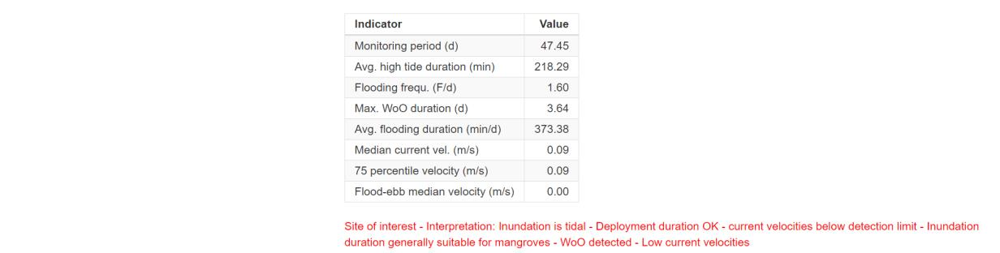 Indicator Value
Monitoring period (d) 47.45
Avg. high tide duration (min) 218.29
Flooding frequ. (F/d) 1.60
Max. WoO duration (d) 3.64
Avg. flooding duration (min/d) 373.38
Median current vel. (m/s) 0.09
75 percentile velocity (m/s) 0.09
Flood-ebb median velocity (m/s) 0.00
Site of interest - Interpretation: Inundation is tidal - Deployment duration OK - current velocities below detection limit - Inundation
duration generally suitable for mangroves - WoO detected - Low current velocities